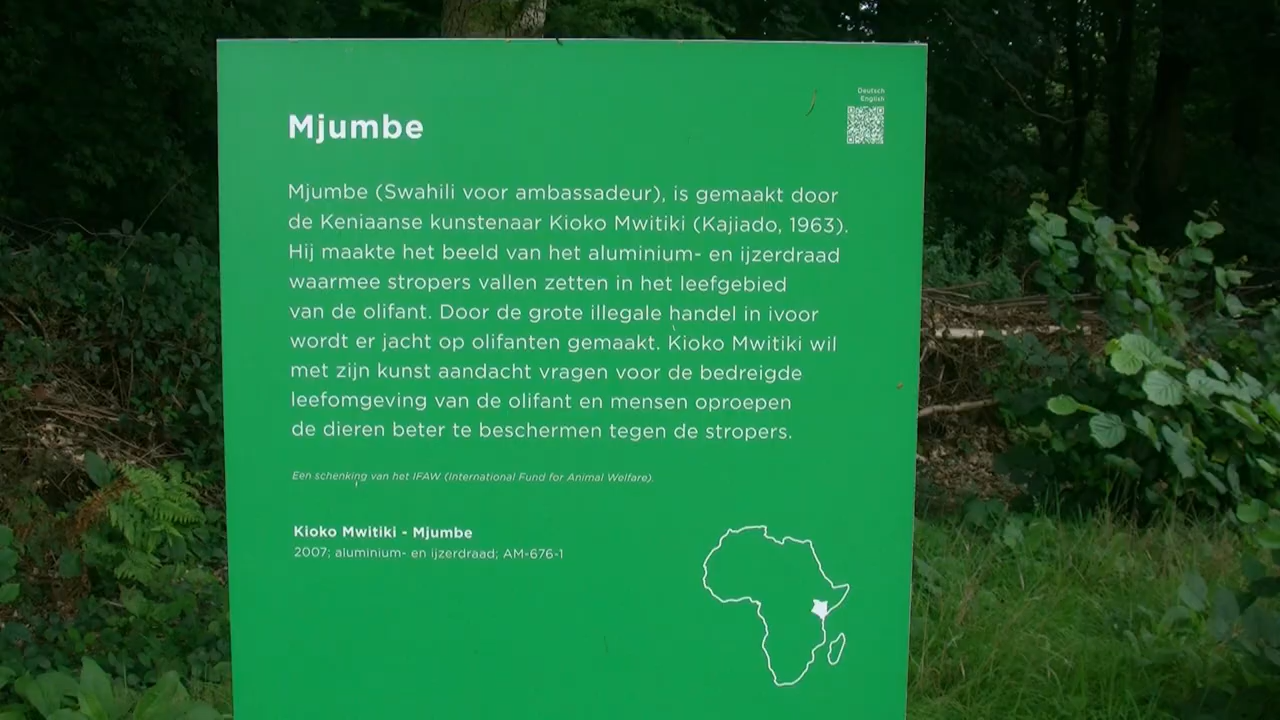 Deutsch
English
Mjumbe
Mjumbe (Swahili voor ambassadeur), is gemaakt door
de Keniaanse kunstenaar Kioko Mwitiki (Kajiado, 1963).
Hij maakte het beeld van het aluminium- en ijzerdraad
waarmee stropers vallen zetten in het leefgebied
van de olifant. Door de grote illegale handel in ivoor
wordt er jacht op olifanten gemaakt. Kioko Mwitiki wil
met zijn kunst aandacht vragen voor de bedreigde
leefomgeving van de olifant en mensen oproepen
de dieren beter te beschermen tegen de stropers.
Een schenking van het IFAW (International Fund for Animal Welfare).
Kioko Mwitiki - Mjumbe
2007; aluminium- en ijzerdraad; AM-676-1